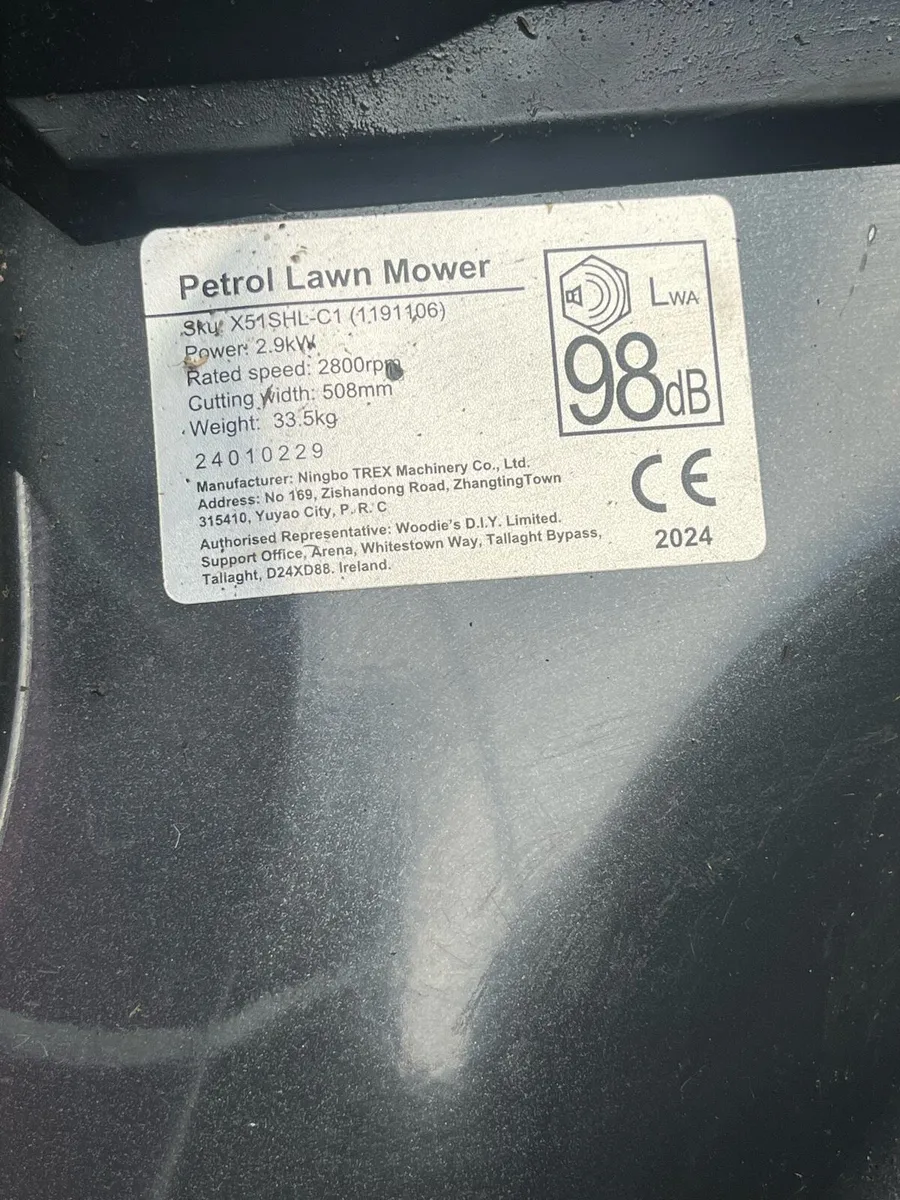 Petrol Lawn Mower
Sku: X51SHL-C1 (1191106)
Power: 2.9kW
Rated speed: 2800rpm
Cutting width: 508mm
Weight: 33.5kg
24010229
Manufacturer: Ningbo TREX Machinery Co., Ltd.
Address: No 169, Zishandong Road, ZhangtingTown
315410, Yuyao City, P. R. C
Authorised Representative: Woodie's D.I.Y. Limited.
Support Office, Arena, Whitestown Way, Tallaght Bypass,
Tallaght, D24XD88. Ireland.
LWA
98dB
CE
2024